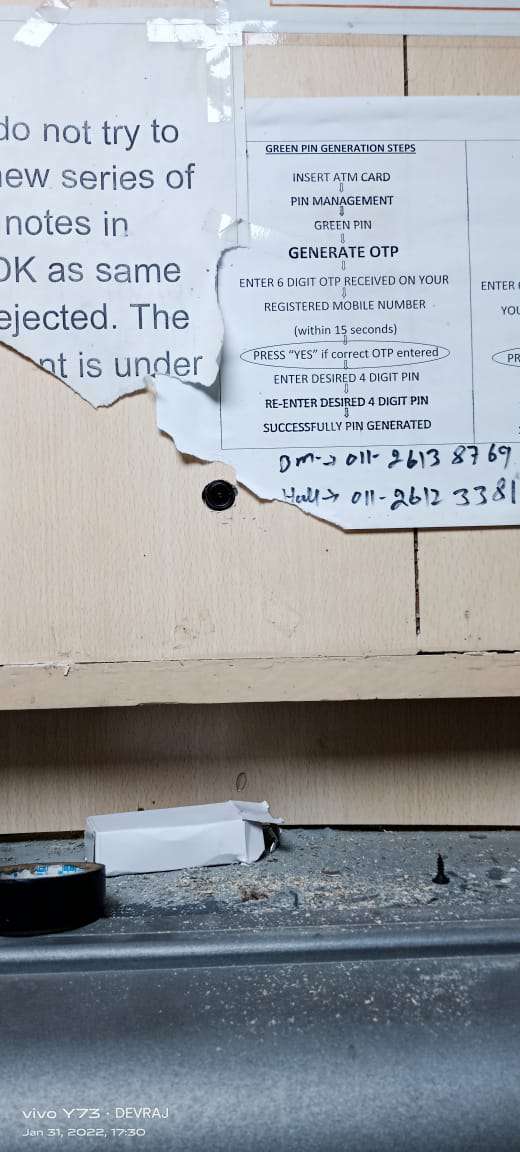 do not try to
new series of
notes in
OK as same
ejected. The
nt is under
GREEN PIN GENERATION STEPS
INSERT ATM CARD
PIN MANAGEMENT
GREEN PIN
GENERATE OTP
ENTER 6 DIGIT OTP RECEIVED ON YOUR
REGISTERED MOBILE NUMBER
(within 15 seconds)
PRESS "YES" if correct OTP entered
ENTER DESIRED 4 DIGIT PIN
RE-ENTER DESIRED 4 DIGIT PIN
SUCCESSFULLY PIN GENERATED
ENTER 6
YOU
PR
Bm-> 011-2613 8769
Hall-> 011-2612 3381
vivo Y73 · DEVRAJ
Jan 31, 2022, 17:30